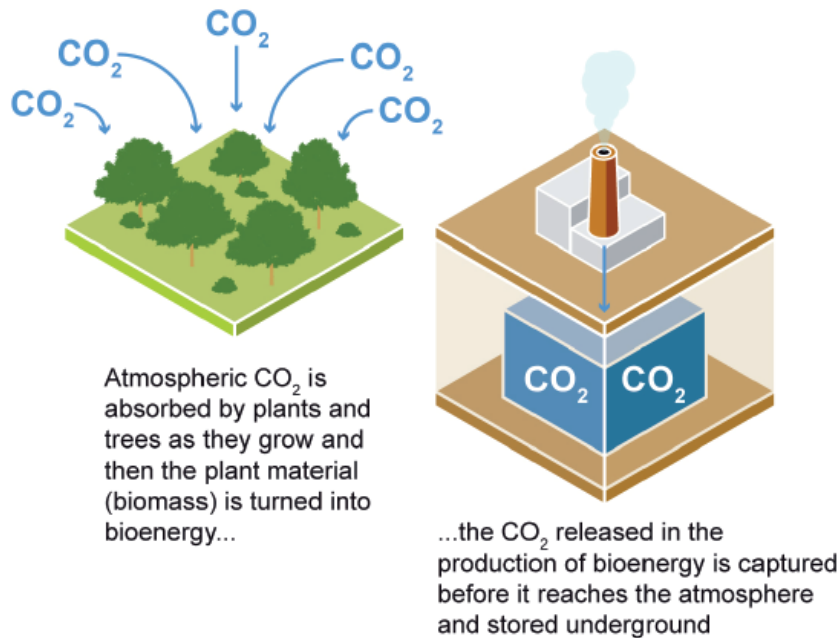 CO₂
CO₂
CO₂
CO₂
CO₂
Atmospheric CO₂ is
absorbed by plants and
trees as they grow and
then the plant material
(biomass) is turned into
bioenergy...
CO₂
CO₂
...the CO₂ released in the
production of bioenergy is captured
before it reaches the atmosphere
and stored underground